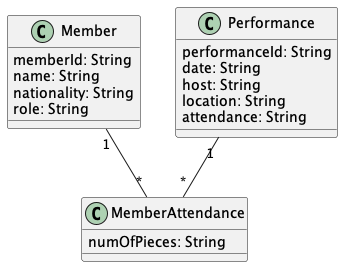 C Member
memberId: String
name: String
nationality: String
role: String
C Performance
performanceId: String
date: String
host: String
location: String
attendance: String
1
1
*
*
C MemberAttendance
numOfPieces: String